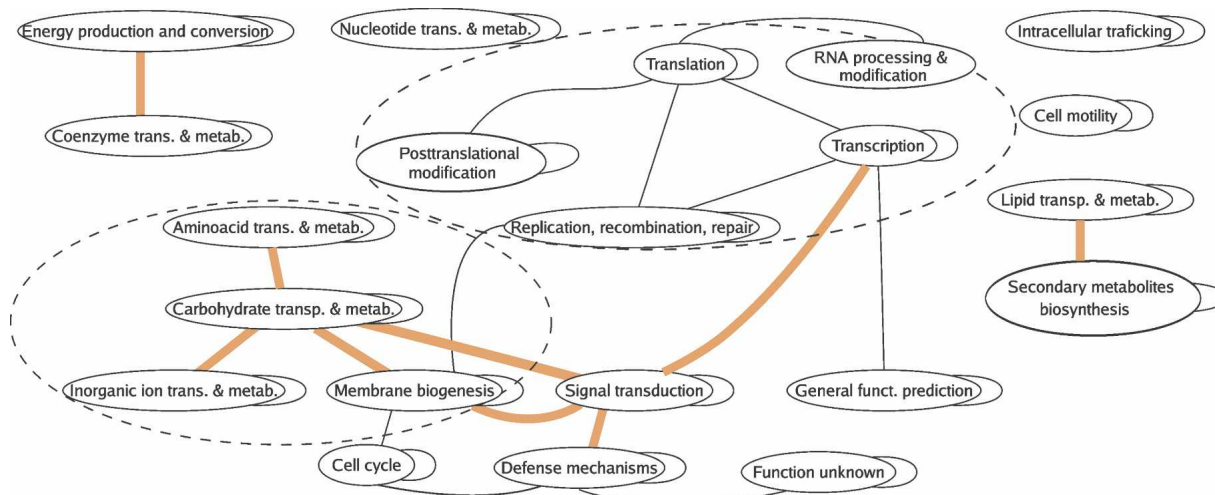 Energy production and conversion
Nucleotide trans. & metab.
Intracellular traficking
Translation
RNA processing &
modification
Coenzyme trans. & metab.
Cell motility
Posttranslational
modification
Transcription
Lipid transp. & metab.
Aminoacid trans. & metab.
Replication, recombination, repair
Secondary metabolites
biosynthesis
Carbohydrate transp. & metab.
Inorganic ion trans. & metab.
Membrane biogenesis
Signal transduction
General funct. prediction
Cell cycle
Defense mechanisms
Function unknown